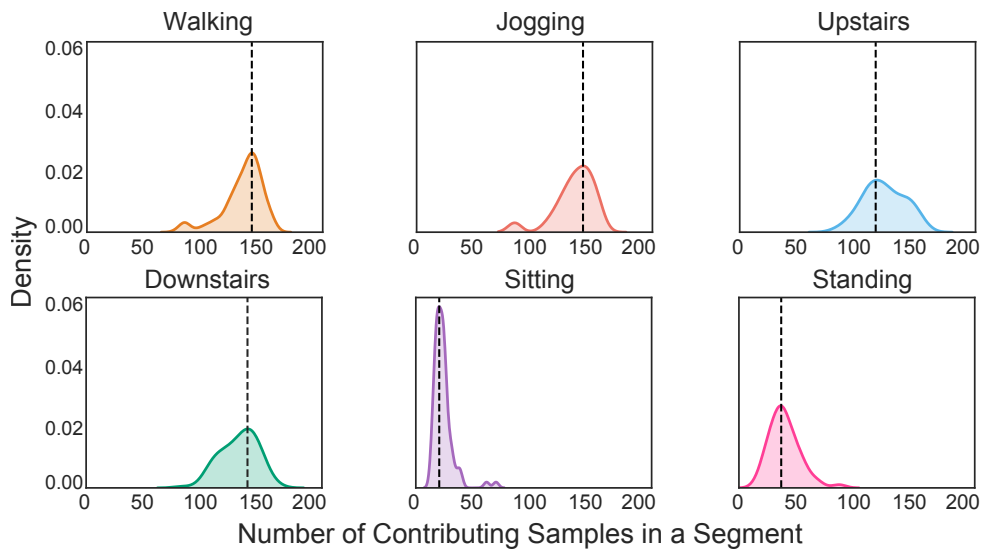 Walking
Jogging
Upstairs
0.06
0.04
0.02
0.00
0 50 100 150 200
0 50 100 150 200
0 50 100 150 200
Density
Downstairs
Sitting
Standing
0.06
0.04
0.02
0.00
0 50 100 150 200
0 50 100 150 200
0 50 100 150 200
Number of Contributing Samples in a Segment